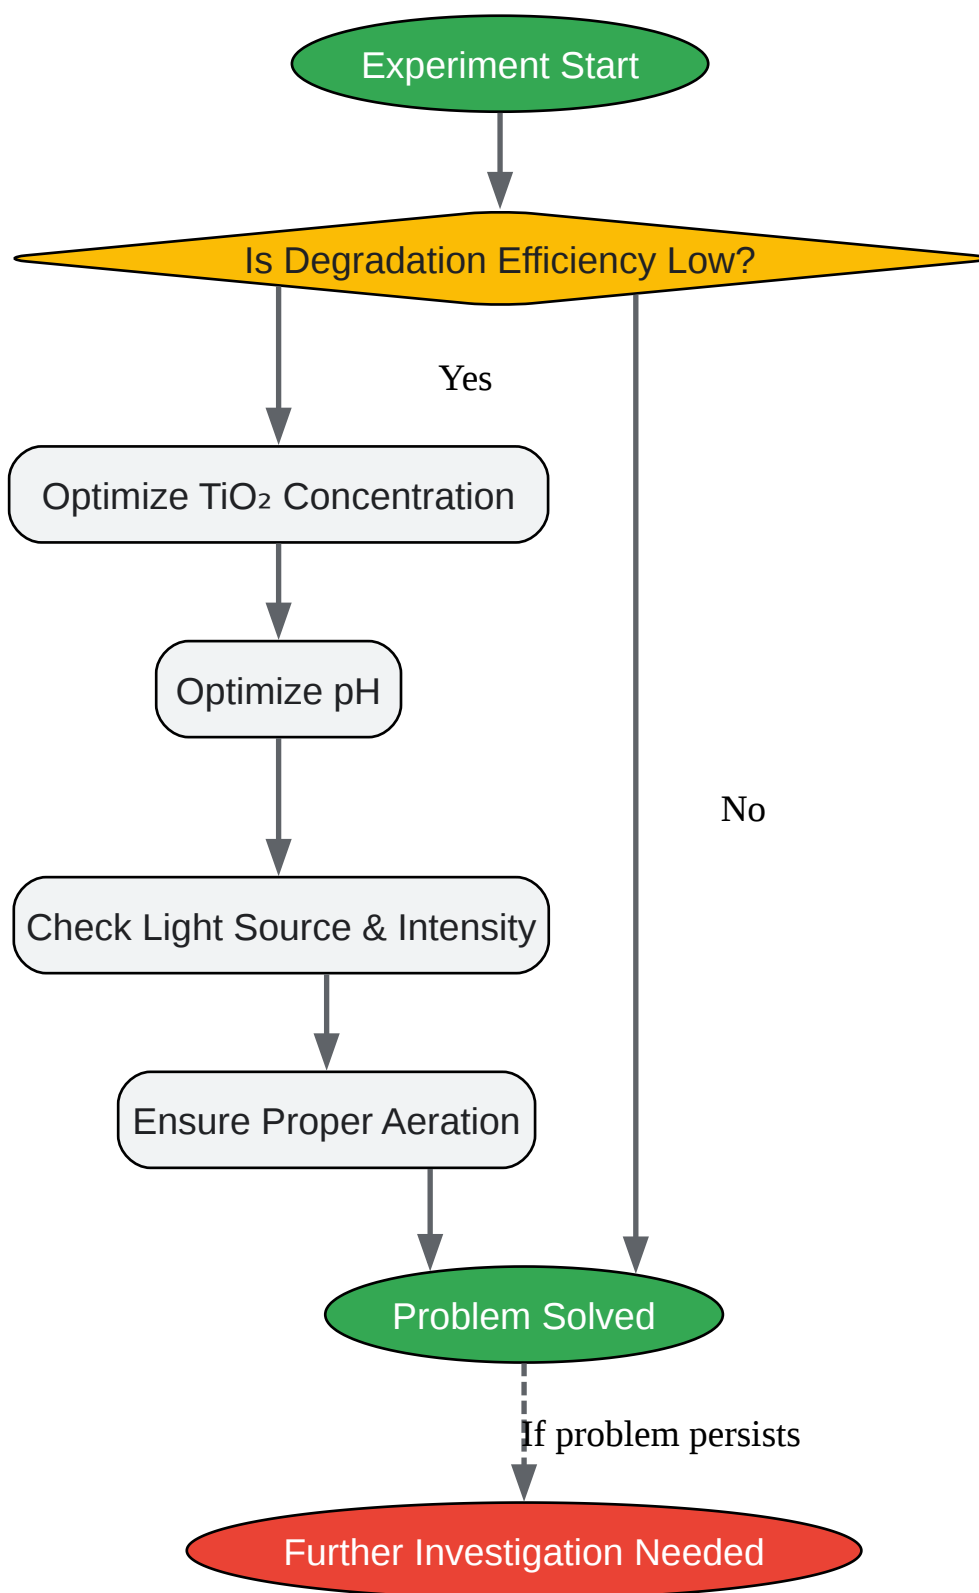 Experiment Start
Is Degradation Efficiency Low?
Yes
Optimize TiO₂ Concentration
Optimize pH
No
Check Light Source & Intensity
Ensure Proper Aeration
Problem Solved
If problem persists
Further Investigation Needed